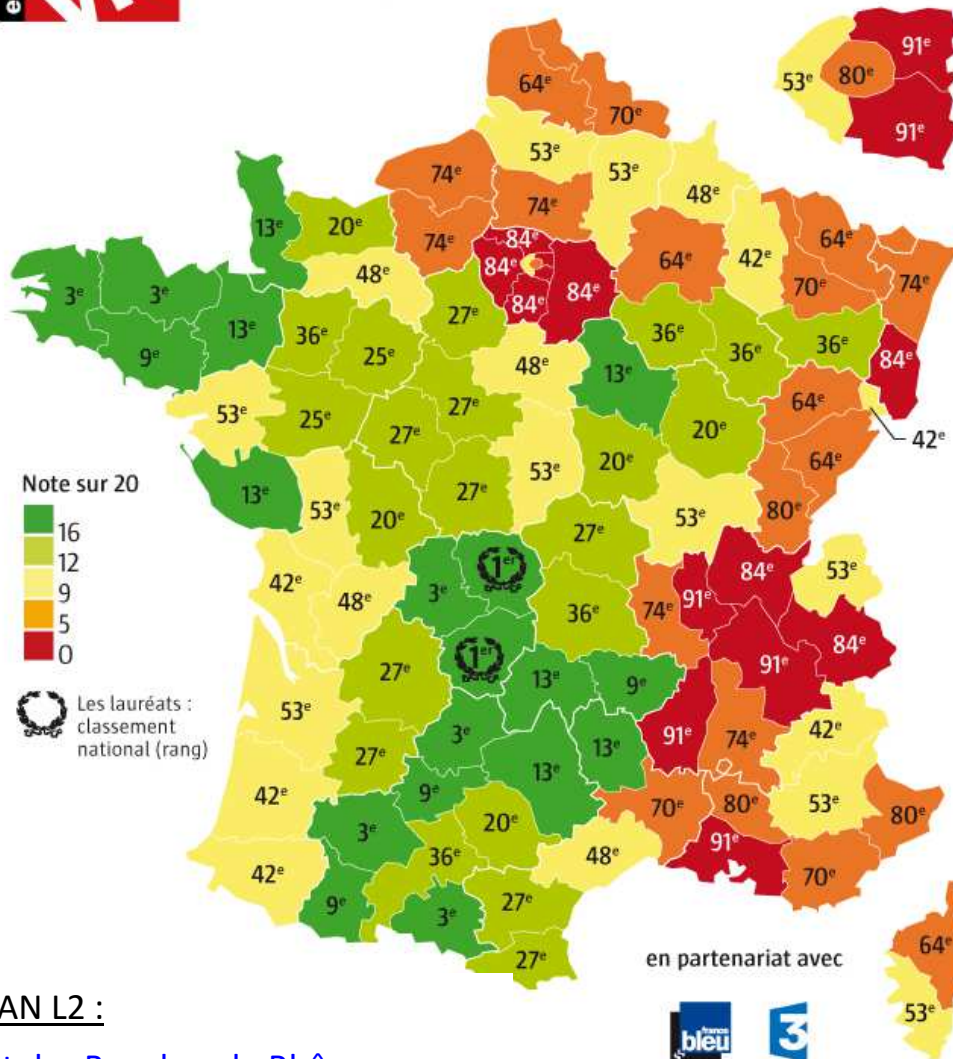 91e
80e
53e
91e
64e
70e
53e
53e
74e
48e
74e
13e
20e
74e
84e
64e
42e
64e
70e
74e
48e
84e
84e
84e
3e
3e
13e
27e
36e
36e
36e
84e
9e
36e
25e
48e
13e
64e
42e
53e
25e
27e
27e
20e
20e
64e
53e
13e
53e
20e
27e
53e
80e
27e
1er
3e
84e
53e
42e
48e
36e
74e
91e
84e
91e
1er
27e
13e
9e
53e
3e
91e
74e
42e
27e
13e
13e
42e
9e
53e
80e
3e
20e
70e
80e
36e
48e
91e
42e
70e
9e
3e
27e
27e
64e
53e
Note sur 20
16
12
9
5
0
Les lauréats :
classement
national (rang)
en partenariat avec
france
bleu
3
AN L2 :